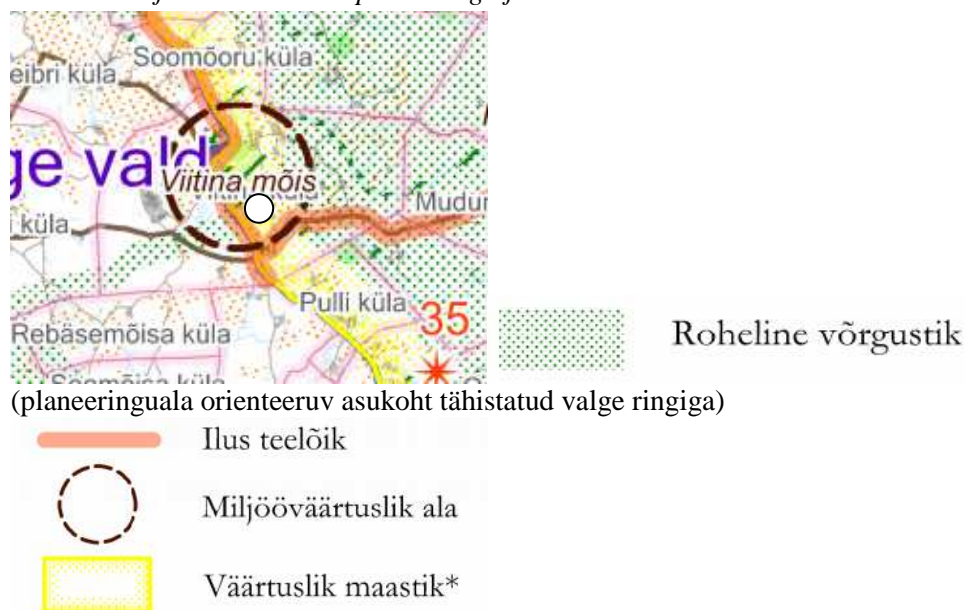 Soomõoru küla
eibri küla
ge vald
Viitina mõis
küla
Mudur
Pulli küla
35
Rebäsemõisa küla
Roheline võrgustik
(planeeringuala orienteeruv asukoht tähistatud valge ringiga)
Ilus teelõik
Miljööväärtuslik ala
Väärtuslik maastik*